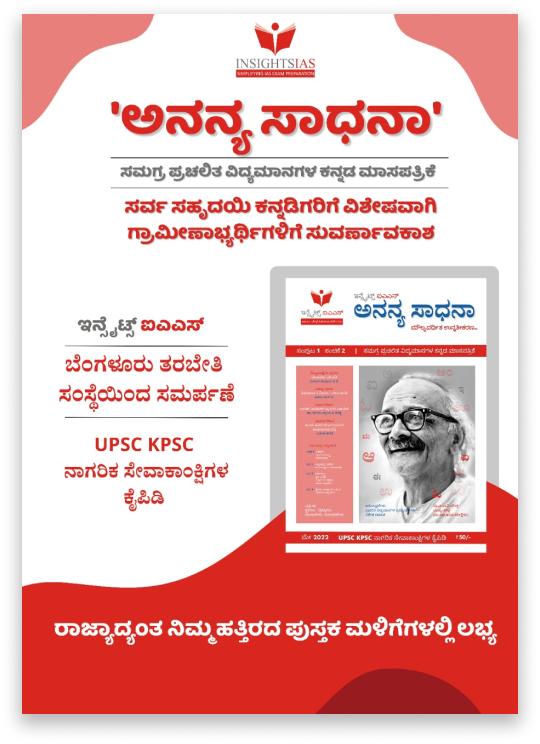 INSIGHTSIAS
SIMPLIFYING IAS EXAM PREPARATION
'ಅನನ್ಯ ಸಾಧನಾ'
ಸಮಗ್ರ ಪ್ರಚಲಿತ ವಿದ್ಯಮಾನಗಳ ಕನ್ನಡ ಮಾಸಪತ್ರಿಕೆ
ಸರ್ವ ಸಹೃದಯಿ ಕನ್ನಡಿಗರಿಗೆ ವಿಶೇಷವಾಗಿ
ಗ್ರಾಮೀಣಾಭ್ಯರ್ಥಿಗಳಿಗೆ ಸುವರ್ಣಾವಕಾಶ
ಇನ್ಸೈಟ್ಸ್ ಐಎಎಸ್
ಬೆಂಗಳೂರು ತರಬೇತಿ
ಸಂಸ್ಥೆಯಿಂದ ಸಮರ್ಪಣೆ
UPSC KPSC
ನಾಗರಿಕ ಸೇವಾಕಾಂಕ್ಷಿಗಳ
ಕೈಪಿಡಿ
ಇನ್ಸೈಟ್ಸ್ ಐಎಎಸ್
ಅನನ್ಯ ಸಾಧನಾ
ಸಂಪುಟ 1 ಸಂಚಿಕೆ 2 | ಸಮಗ್ರ ಪ್ರಚಲಿತ ವಿದ್ಯಮಾನಗಳ ಕನ್ನಡ ಮಾಸಪತ್ರಿಕೆ
ಮೇ 2022 UPSC KPSC ನಾಗರಿಕ ಸೇವಾಕಾಂಕ್ಷಿಗಳ ಕೈಪಿಡಿ ₹50/-
ರಾಜ್ಯಾದ್ಯಂತ ನಿಮ್ಮ ಹತ್ತಿರದ ಪುಸ್ತಕ ಮಳಿಗೆಗಳಲ್ಲಿ ಲಭ್ಯ